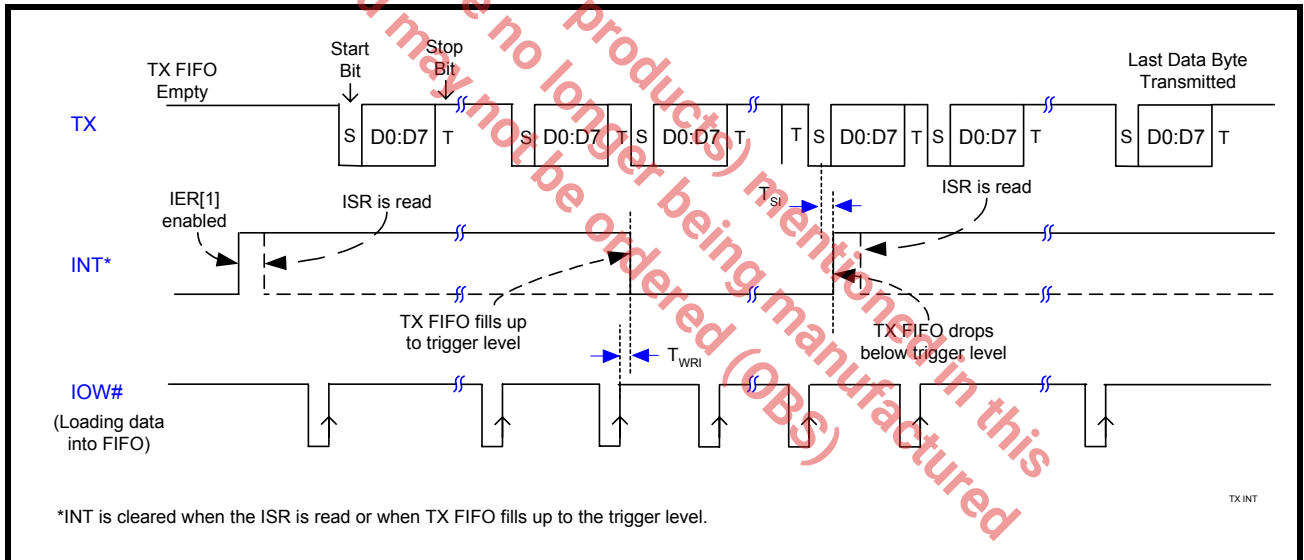 products
e no longer being manufactured
d may not be ordered (OBS)
products) mentioned in this
TX FIFO
Empty
Start
Bit
Stop
Bit
Last Data Byte
Transmitted
TX
S D0:D7 T S D0:D7 T S D0:D7 T T S D0:D7 T S D0:D7 T S D0:D7 T
IER[1]
enabled
ISR is read
TSI
ISR is read
INT*
TX FIFO fills up
to trigger level
TX FIFO drops
below trigger level
TWRI
IOW#
(Loading data
into FIFO)
*INT is cleared when the ISR is read or when TX FIFO fills up to the trigger level.
TX INT